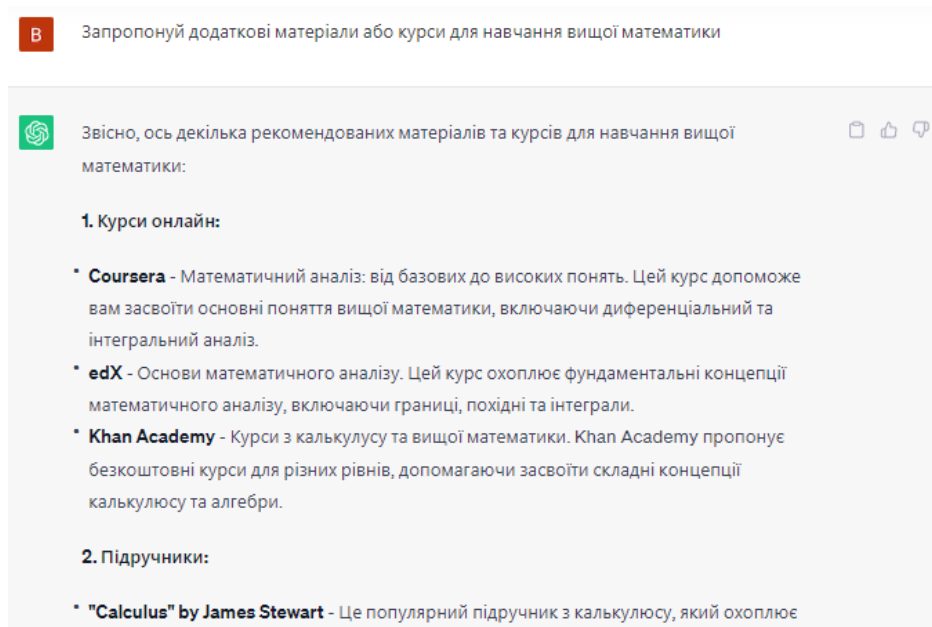 В
Запропонуй додаткові матеріали або курси для навчання вищої математики
Звісно, ось декілька рекомендованих матеріалів та курсів для навчання вищої
математики:
1. Курси онлайн:
• Coursera - Математичний аналіз: від базових до високих понять. Цей курс допоможе
вам засвоїти основні поняття вищої математики, включаючи диференціальний та
інтегральний аналіз.
• edX - Основи математичного аналізу. Цей курс охоплює фундаментальні концепції
математичного аналізу, включаючи границі, похідні та інтеграли.
• Khan Academy - Курси з калькулусу та вищої математики. Khan Academy пропонує
безкоштовні курси для різних рівнів, допомагаючи засвоїти складні концепції
калькулюсу та алгебри.
2. Підручники:
• "Calculus" by James Stewart - Це популярний підручник з калькулюсу, який охоплює